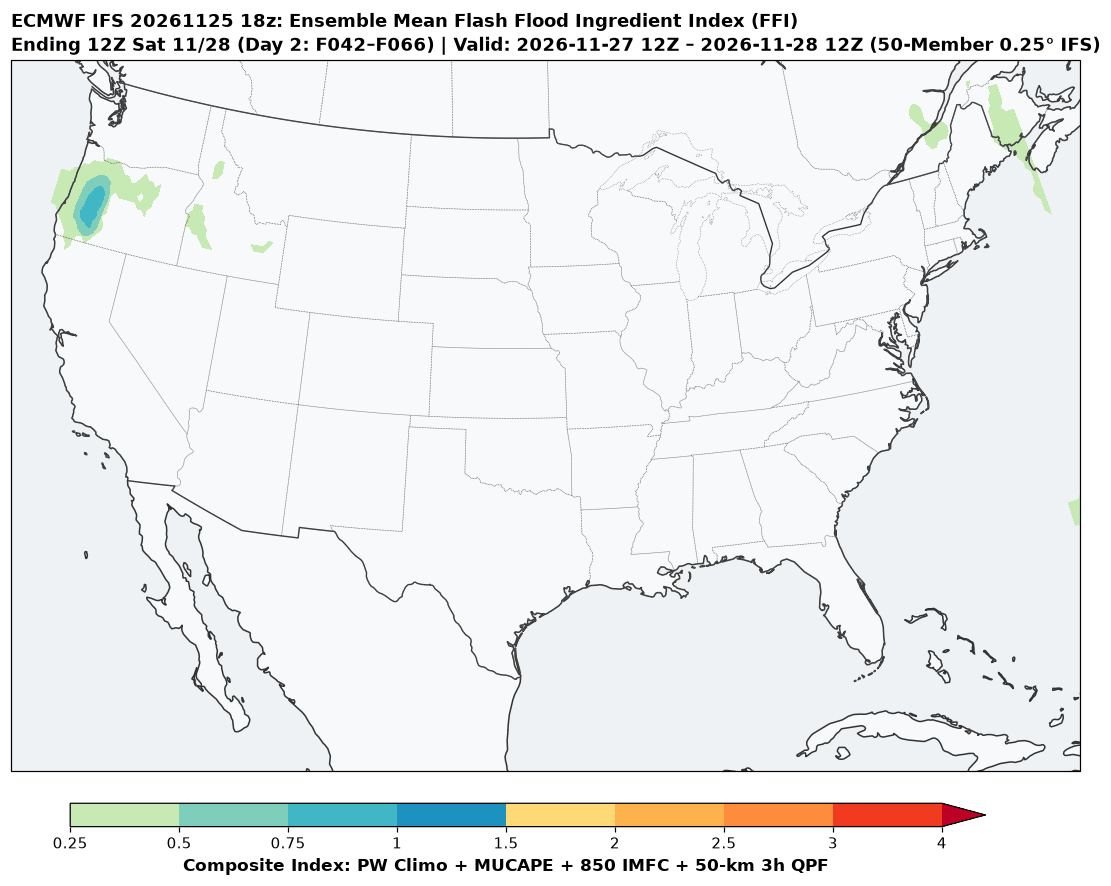 ECMWF IFS 20261125 18z: Ensemble Mean Flash Flood Ingredient Index (FFI)
Ending 12Z Sat 11/28 (Day 2: F042–F066) | Valid: 2026-11-27 12Z – 2026-11-28 12Z (50-Member 0.25° IFS)
0.25 0.5 0.75 1 1.5 2 2.5 3 4
Composite Index: PW Climo + MUCAPE + 850 IMFC + 50-km 3h QPF